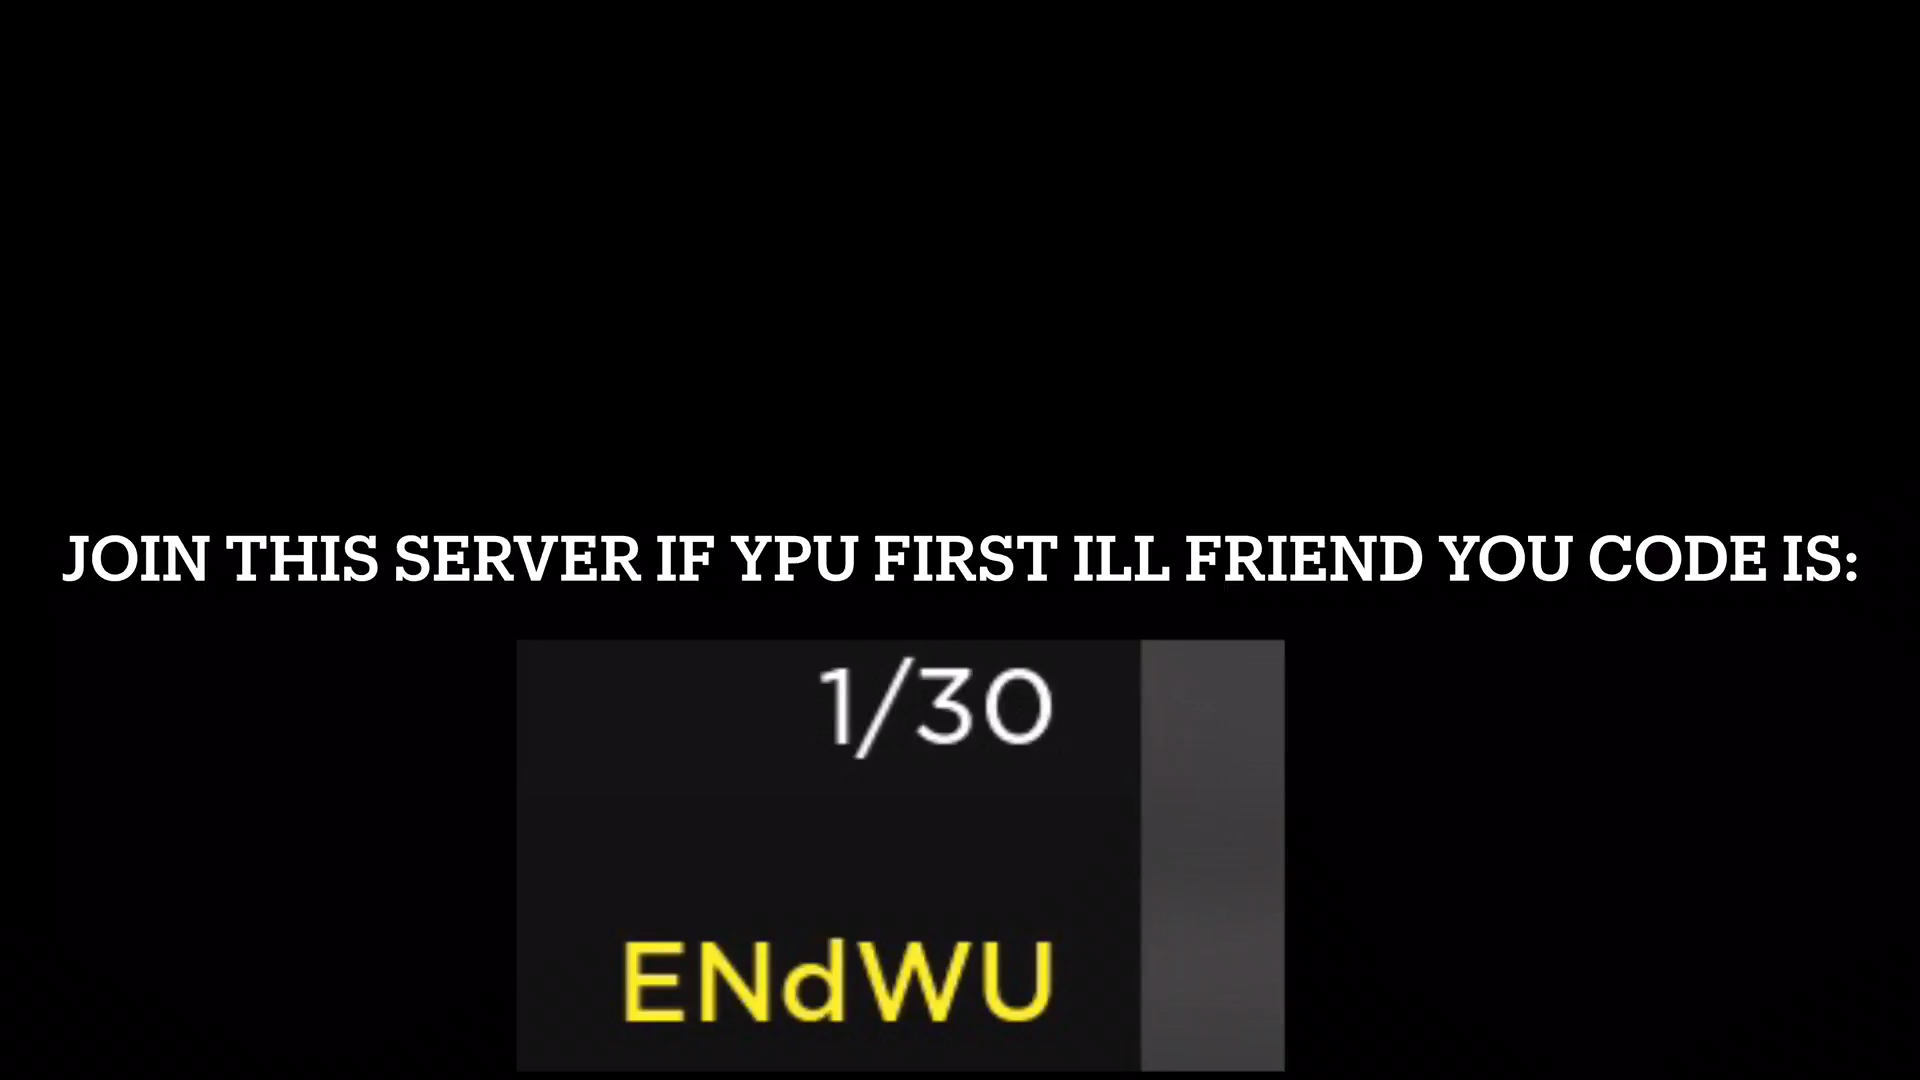 JOIN THIS SERVER IF YPU FIRST ILL FRIEND YOU CODE IS:
1/30
ENdWU